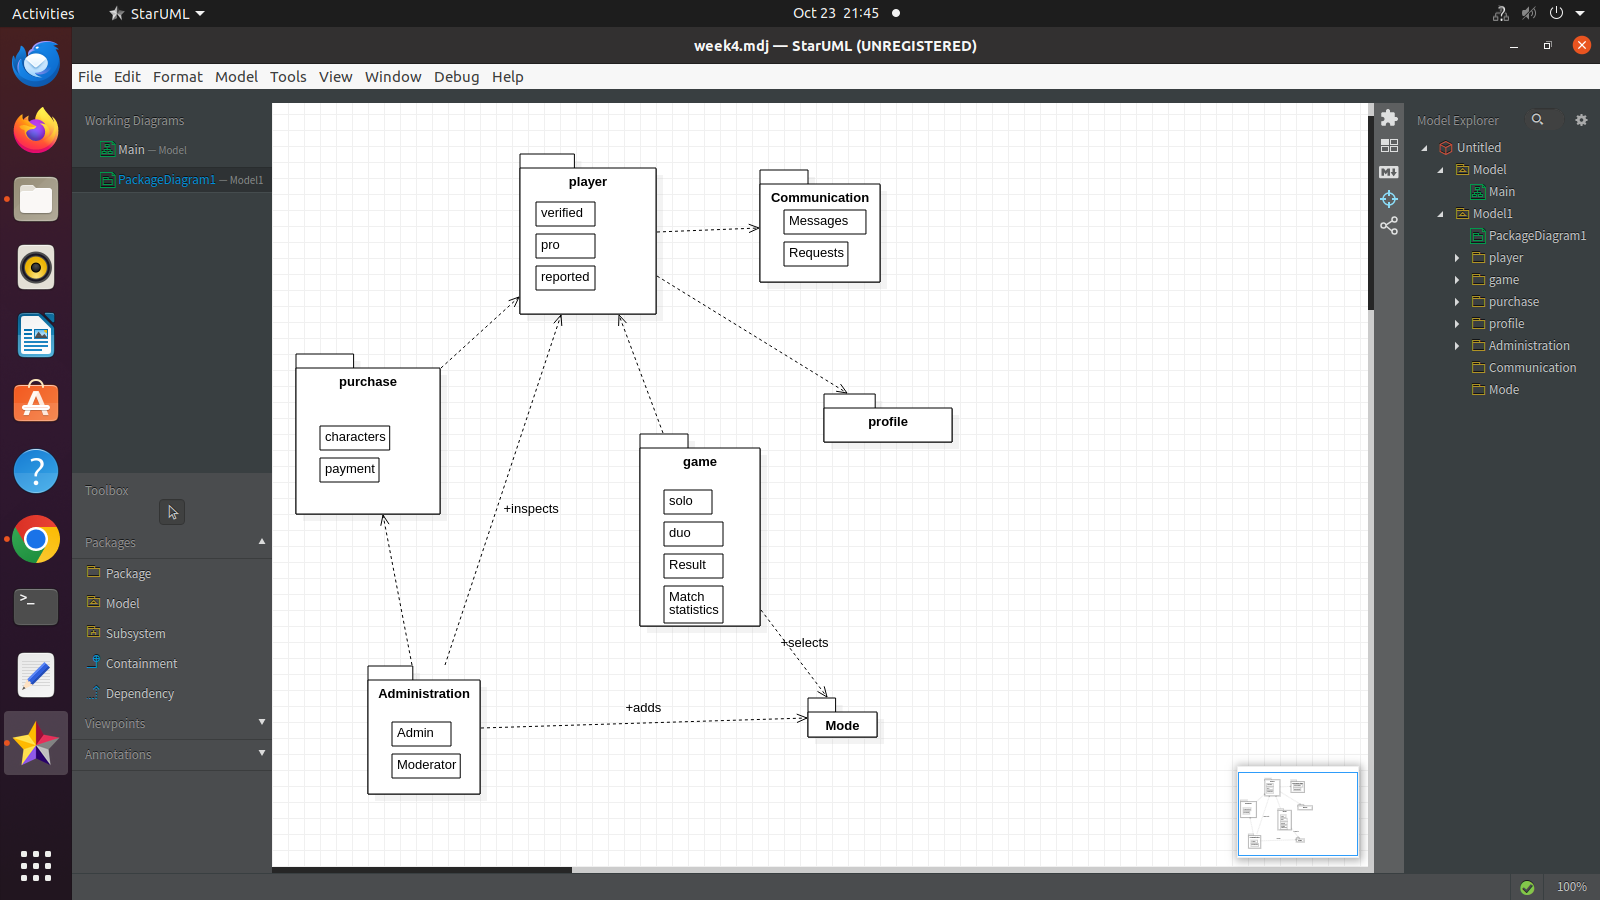 Activities
StarUML
Oct 23 21:45
week4.mdj — StarUML (UNREGISTERED)
File Edit Format Model Tools View Window Debug Help
Working Diagrams
Main — Model
PackageDiagram1 — Model1
Toolbox
Packages
Package
Model
Subsystem
Containment
Dependency
Viewpoints
Annotations
player
verified
pro
reported
Communication
Messages
Requests
purchase
characters
payment
profile
game
solo
duo
Result
Match
statistics
+inspects
+selects
Administration
Admin
Moderator
+adds
Mode
M
Model Explorer
Untitled
Model
Main
Model1
PackageDiagram1
player
game
purchase
profile
Administration
Communication
Mode
100%